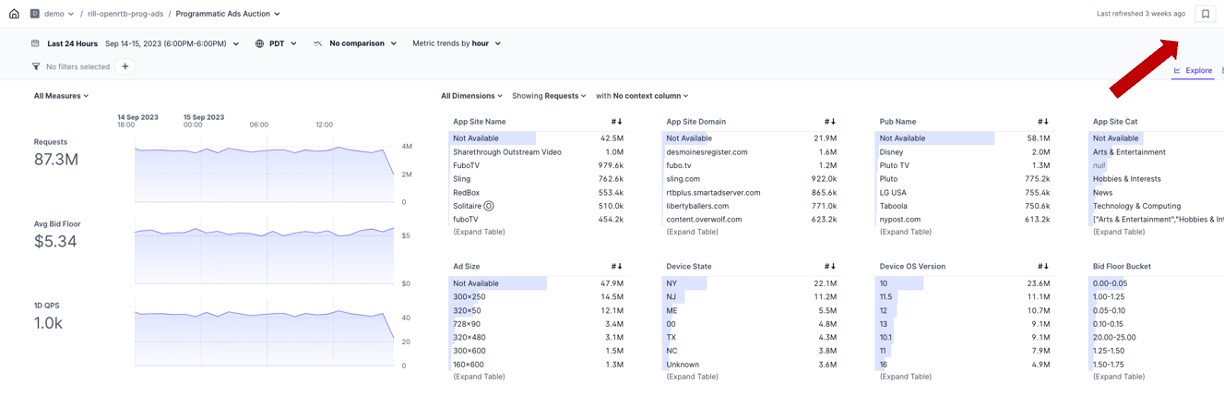 D demo / rill-openrtb-prog-ads / Programmatic Ads Auction
Last refreshed 3 weeks ago
Last 24 Hours Sep 14-15, 2023 (6:00PM-6:00PM) PDT No comparison Metric trends by hour
No filters selected +
Explore
All Measures
14 Sep 2023 15 Sep 2023
18:00 00:00 06:00 12:00
Requests
87.3M
4M
2M
0
Avg Bid Floor
$5.34
$5
$0
1D QPS
1.0k
40
20
0
All Dimensions Showing Requests with No context column
App Site Name #↓
Not Available 42.5M
Sharethrough Outstream Video 1.0M
FuboTV 979.6k
Sling 762.6k
RedBox 553.4k
Solitaire 510.0k
fuboTV 454.2k
(Expand Table)
App Site Domain #↓
Not Available 21.9M
desmoinesregister.com 1.6M
fubo.tv 1.2M
sling.com 922.0k
rtbplus.smartadserver.com 865.6k
libertyballers.com 771.0k
content.overwolf.com 623.2k
(Expand Table)
Pub Name #↓
Not Available 58.1M
Disney 2.0M
Pluto TV 1.3M
Pluto 775.2k
LG USA 755.4k
Taboola 750.6k
nypost.com 613.2k
(Expand Table)
App Site Cat
Not Available
Arts & Entertainment
null
Hobbies & Interests
News
Technology & Computing
["Arts & Entertainment","Hobbies & Int
(Expand Table)
Ad Size #↓
Not Available 47.9M
300×250 14.5M
320×50 12.1M
728×90 3.4M
320×480 3.1M
300×600 1.5M
160×600 1.3M
(Expand Table)
Device State #↓
NY 22.1M
NJ 11.2M
ME 5.5M
00 4.8M
TX 4.3M
NC 3.8M
Unknown 3.6M
(Expand Table)
Device OS Version #↓
10 23.6M
11.5 11.1M
12 10.7M
13 9.1M
10.1 9.1M
11 7.9M
16 4.9M
(Expand Table)
Bid Floor Bucket
0.00-0.05
1.00-1.25
0.05-0.10
0.10-0.15
20.00-25.00
1.25-1.50
1.50-1.75
(Expand Table)